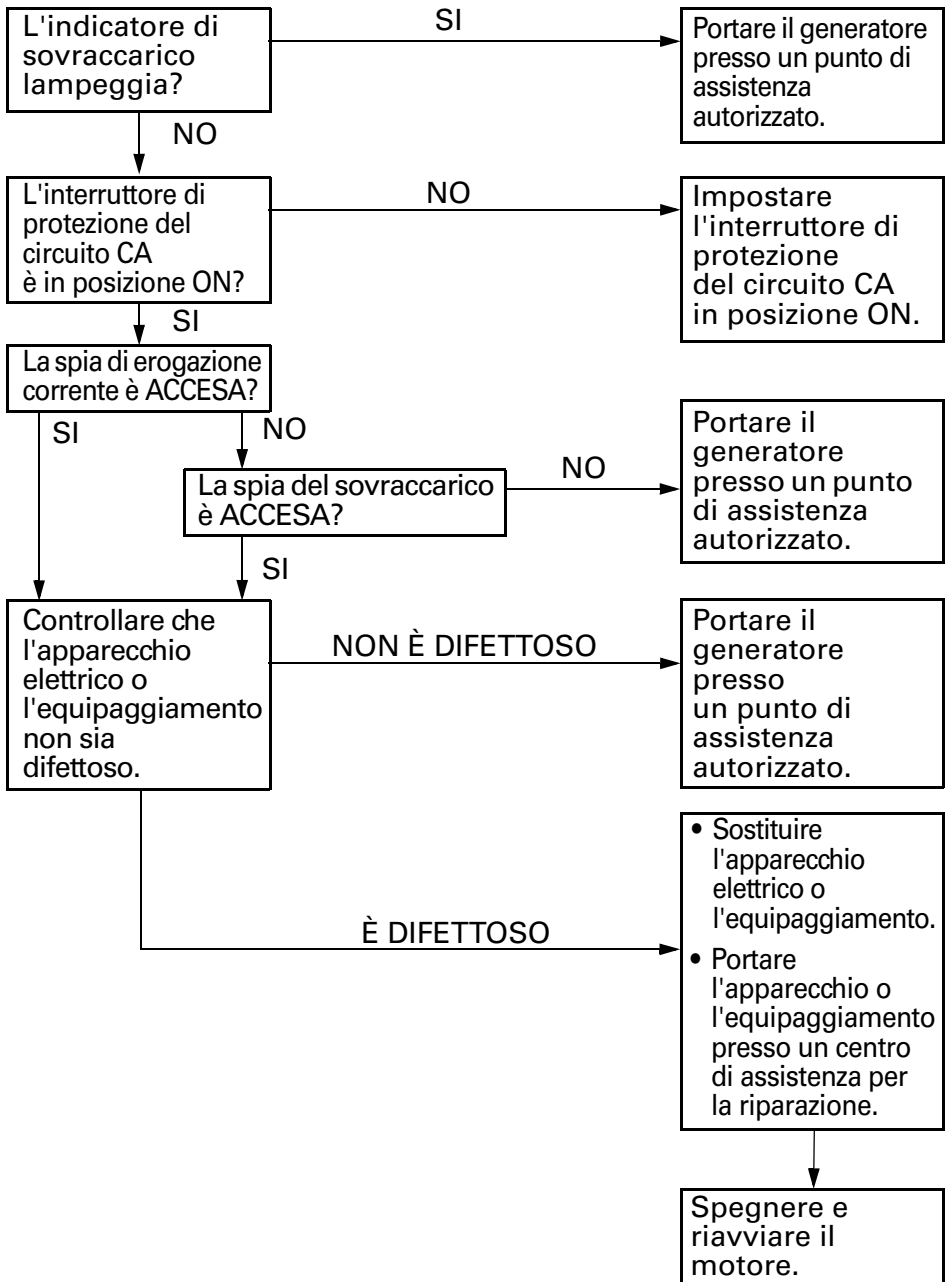 L'indicatore di
sovraccarico
lampeggia?
SI
Portare il generatore
presso un punto di
assistenza
autorizzato.
NO
L'interruttore di
protezione del
circuito CA
è in posizione ON?
NO
Impostare
l'interruttore di
protezione
del circuito CA
in posizione ON.
SI
La spia di erogazione
corrente è ACCESA?
SI
NO
La spia del sovraccarico
è ACCESA?
NO
Portare il
generatore
presso un punto
di assistenza
autorizzato.
SI
Controllare che
l'apparecchio
elettrico o
l'equipaggiamento
non sia
difettoso.
NON È DIFETTOSO
Portare il
generatore
presso
un punto di
assistenza
autorizzato.
È DIFETTOSO
• Sostituire
l'apparecchio
elettrico o
l'equipaggiamento.
• Portare
l'apparecchio o
l'equipaggiamento
presso un centro
di assistenza per
la riparazione.
Spegnere e
riavviare il
motore.